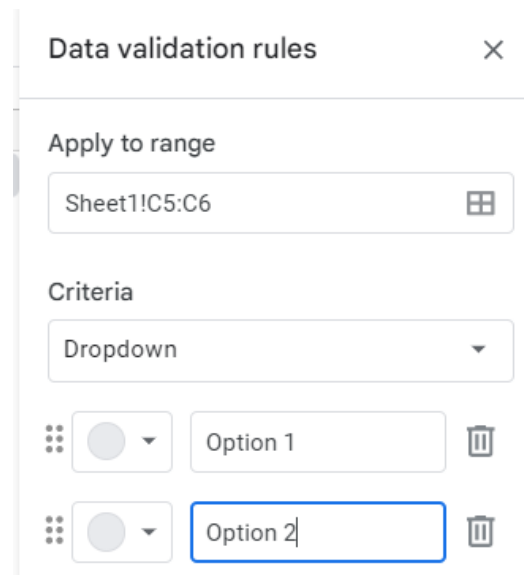 Data validation rules
Apply to range
Sheet1!C5:C6
Criteria
Dropdown
Option 1
Option 2